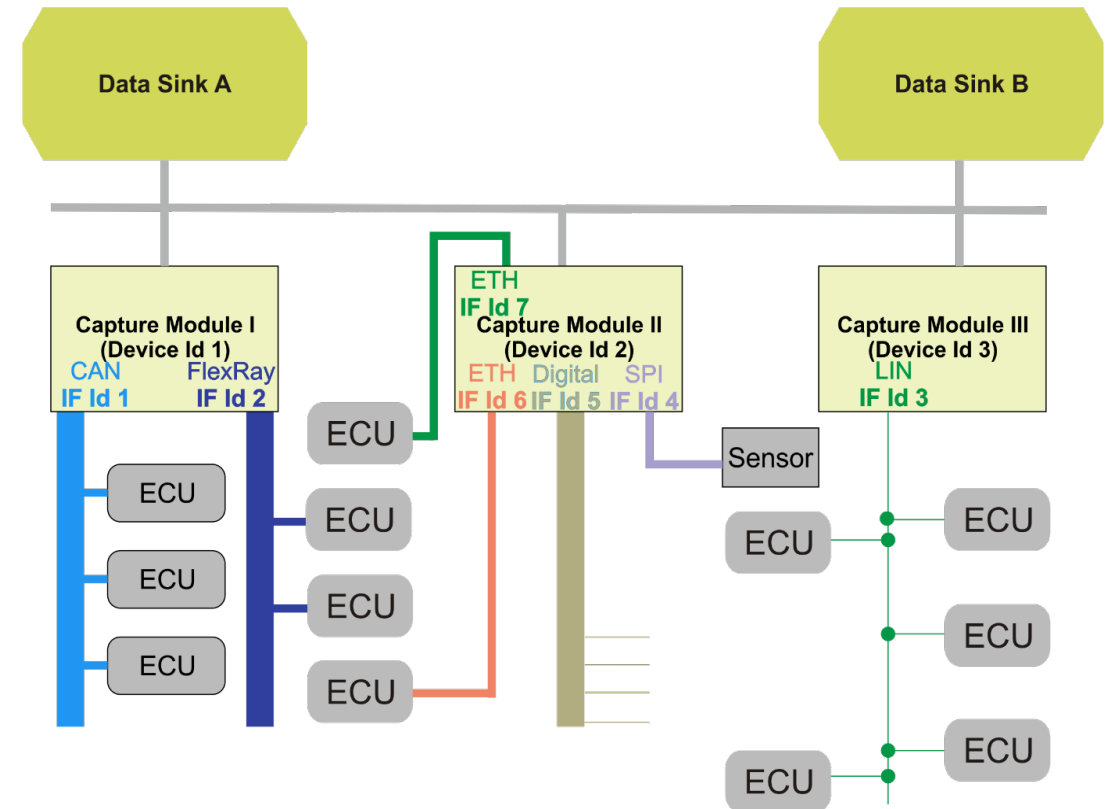 Data Sink A
Data Sink B
ETH
IF Id 7
Capture Module I
(Device Id 1)
CAN
FlexRay
IF Id 1
IF Id 2
Capture Module II
(Device Id 2)
ETH
Digital
SPI
IF Id 6
IF Id 5
IF Id 4
Capture Module III
(Device Id 3)
LIN
IF Id 3
ECU
Sensor
ECU
ECU
ECU
ECU
ECU
ECU
ECU
ECU
ECU
ECU
ECU